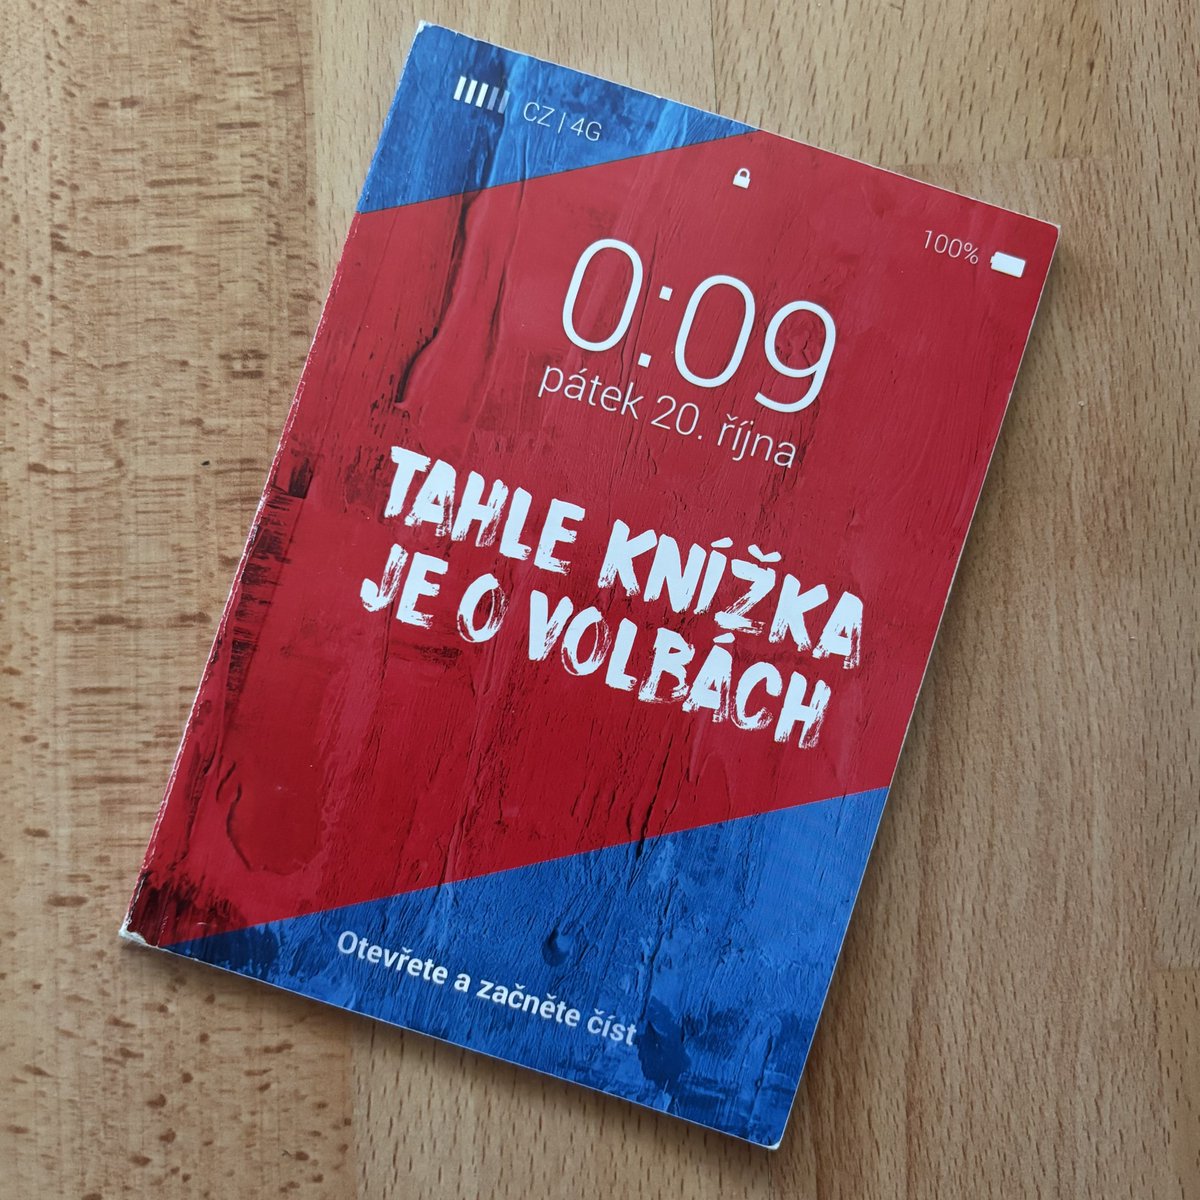 CZ | 4G
100%
0:09
pátek 20. října
TAHLE KNÍŽKA
JE O VOLBÁCH
Otevřete a začněte číst